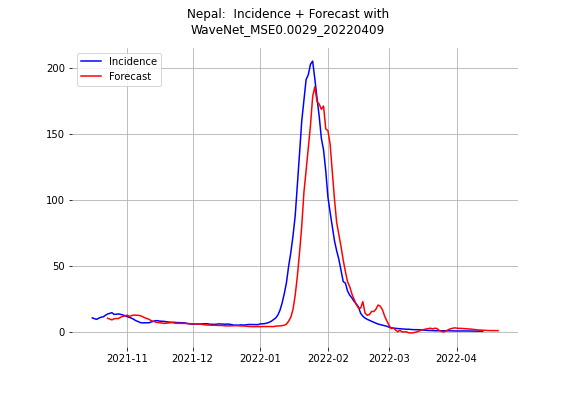 Nepal:  Incidence + Forecast with
WaveNet_MSE0.0029_20220409
Incidence
Forecast
200
150
100
50
0
2021-11 2021-12 2022-01 2022-02 2022-03 2022-04